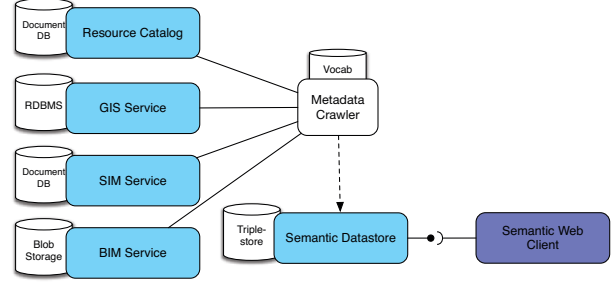 Document
DB
Resource Catalog
Vocab
Metadata
Crawler
RDBMS
GIS Service
Document
DB
SIM Service
Blob
Storage
BIM Service
Triple-
store
Semantic Datastore
Semantic Web
Client